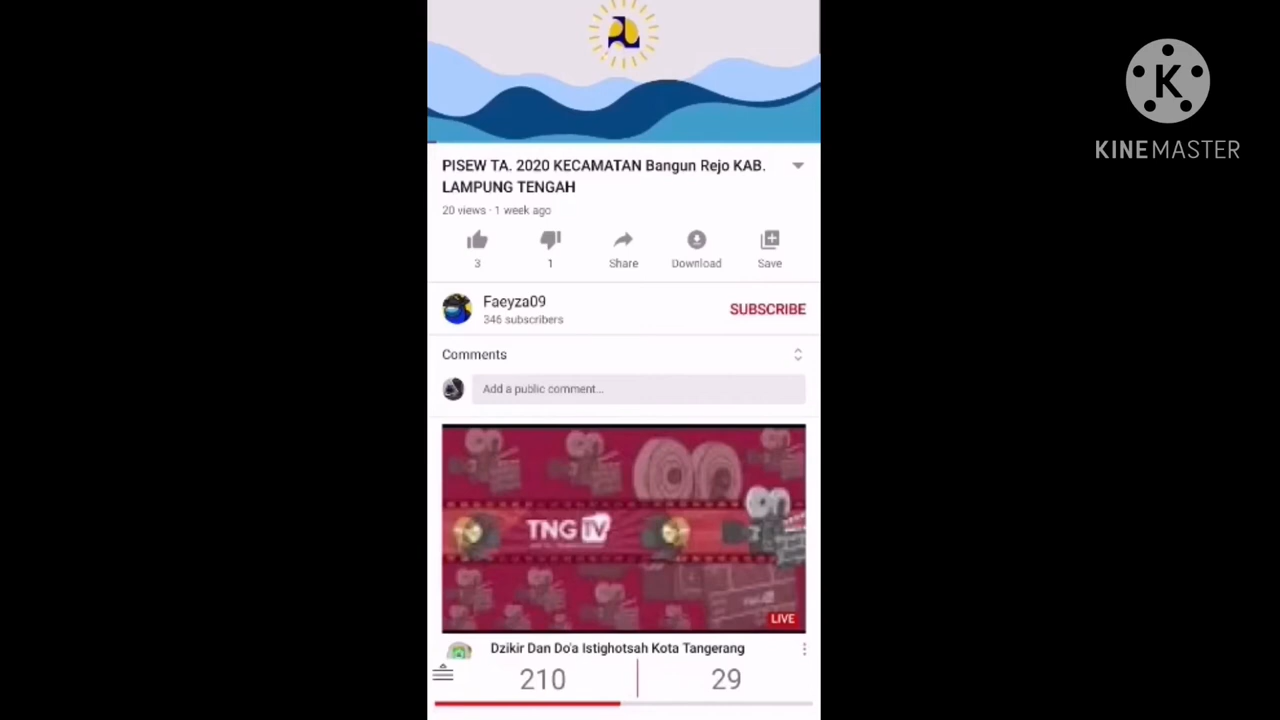 K
KINEMASTER
PISEW TA. 2020 KECAMATAN Bangun Rejo KAB.
LAMPUNG TENGAH
20 views · 1 week ago
3
1
Share
Download
Save
Faeyza09
346 subscribers
SUBSCRIBE
Comments
Add a public comment...
TNG TV
LIVE
Dzikir Dan Do'a Istighotsah Kota Tangerang
210
29